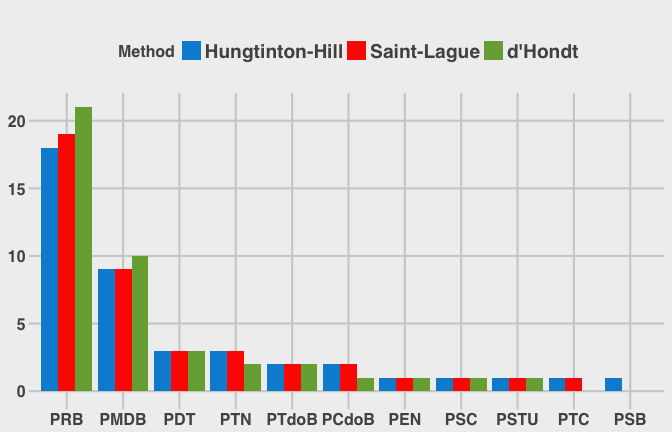 Method Hungtinton-Hill Saint-Lague d'Hondt
20
15
10
5
0
PRB PMDB PDT PTN PTdoB PCdoB PEN PSC PSTU PTC PSB